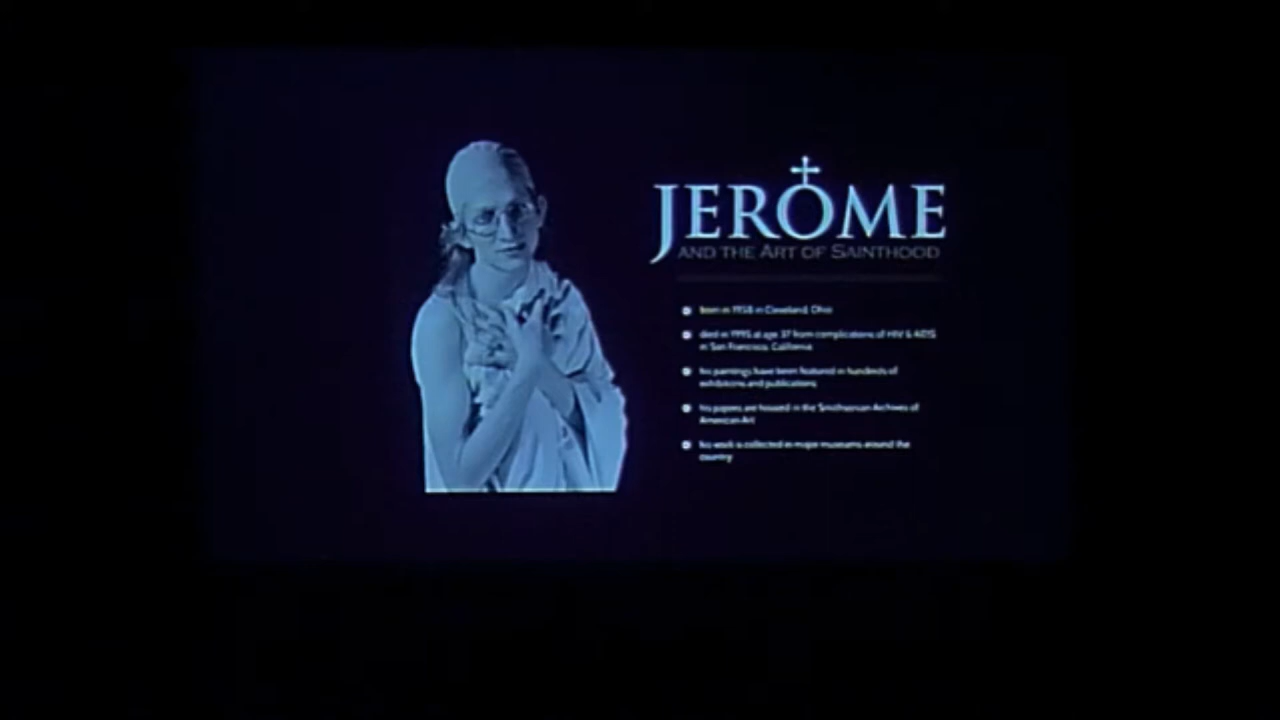 JEROME
AND THE ART OF SAINTHOOD
born in 1958 in Cleveland, Ohio
died in 1995 at age 37 from complications of HIV & AIDS
in San Francisco, California
his paintings have been featured in hundreds of
exhibitions and publications
his papers are housed in the Smithsonian Archives of
American Art
his work is collected in major museums around the
country